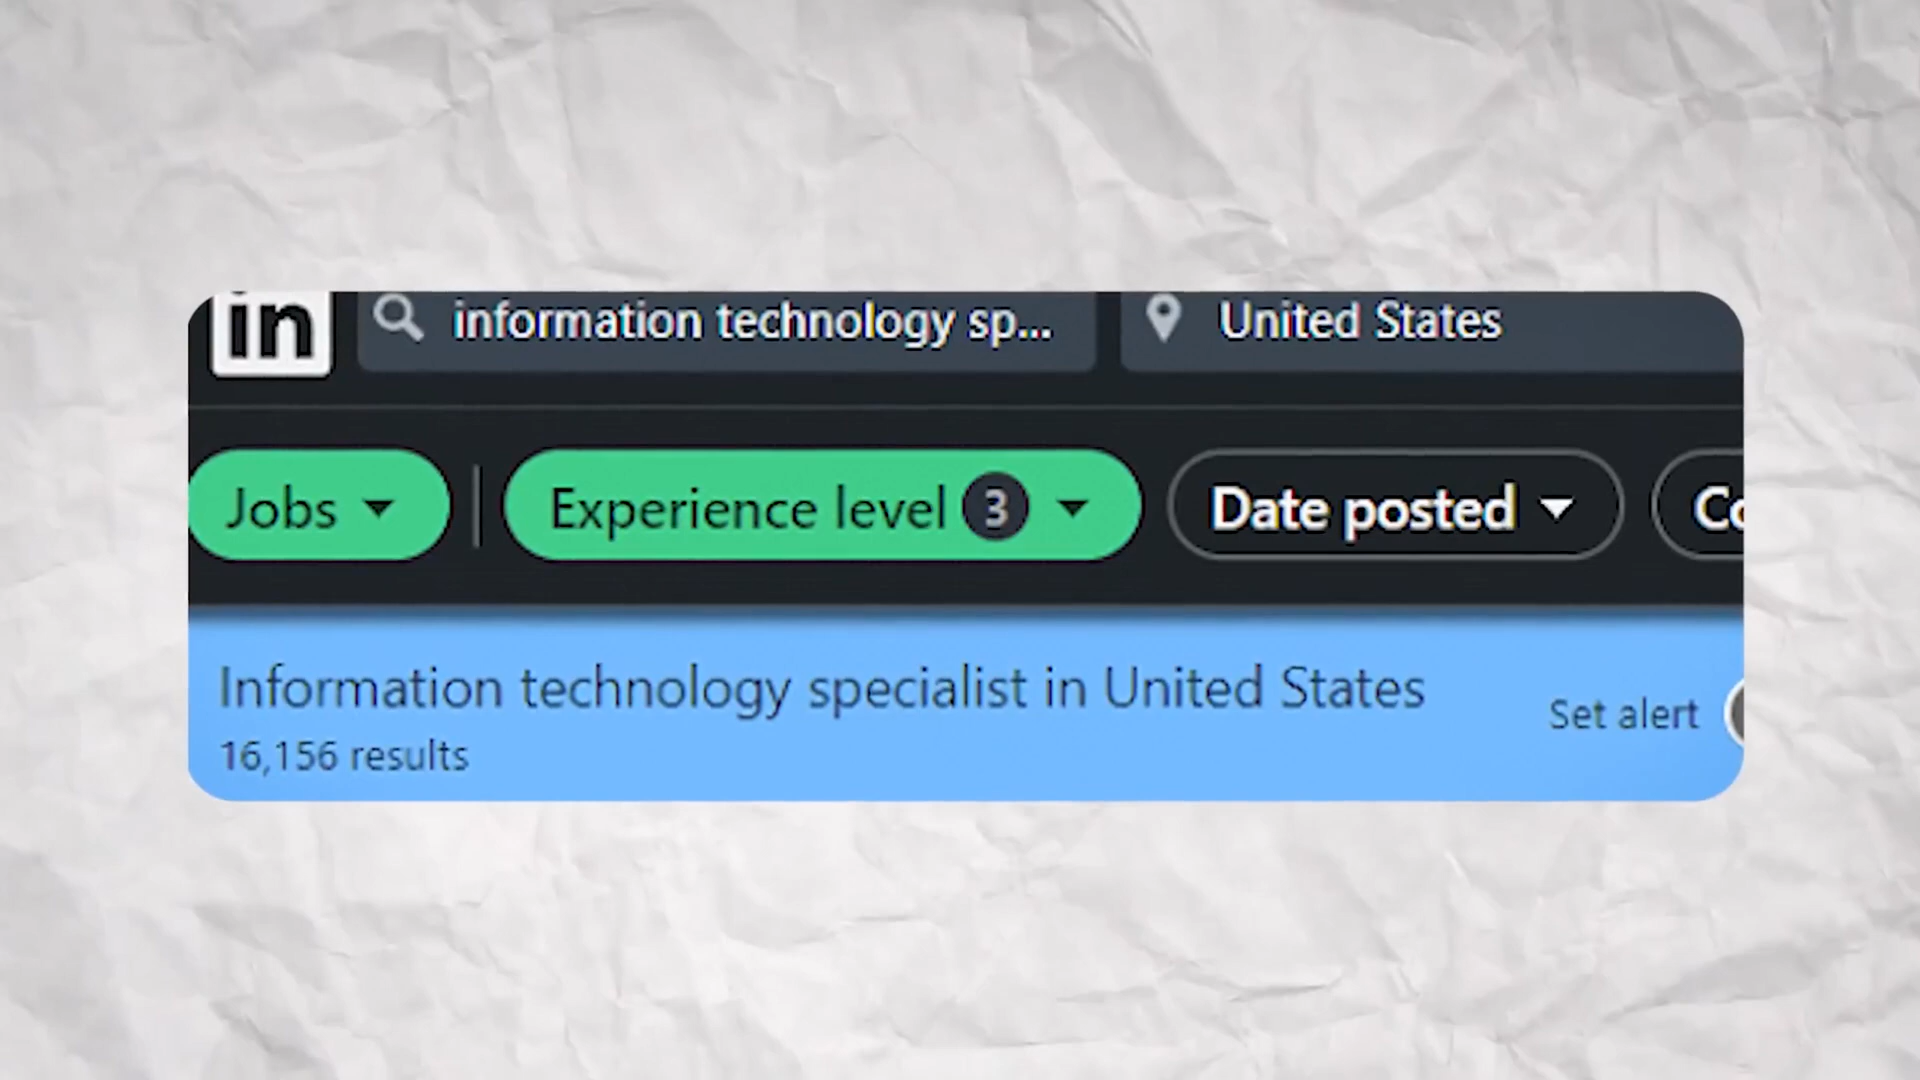 in information technology sp... United States
Jobs Experience level 3 Date posted Co
Information technology specialist in United States
Set alert
16,156 results